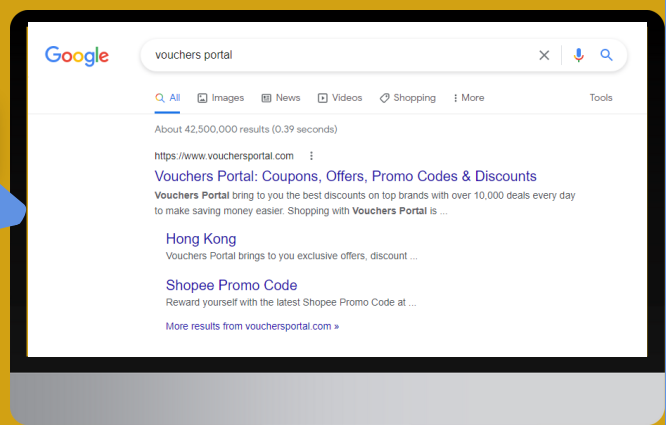 Google
vouchers portal
All Images News Videos Shopping More Tools
About 42,500,000 results (0.39 seconds)
https://www.vouchersportal.com
Vouchers Portal: Coupons, Offers, Promo Codes & Discounts
Vouchers Portal bring to you the best discounts on top brands with over 10,000 deals every day
to make saving money easier. Shopping with Vouchers Portal is ...
Hong Kong
Vouchers Portal brings to you exclusive offers, discount ...
Shopee Promo Code
Reward yourself with the latest Shopee Promo Code at ...
More results from vouchersportal.com »